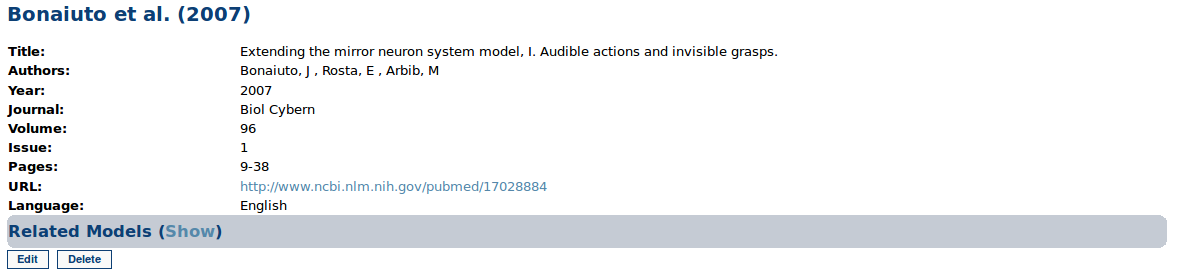 Bonaiuto et al. (2007)
Title: Extending the mirror neuron system model, I. Audible actions and invisible grasps.
Authors: Bonaiuto, J , Rosta, E , Arbib, M
Year: 2007
Journal: Biol Cybern
Volume: 96
Issue: 1
Pages: 9-38
URL: http://www.ncbi.nlm.nih.gov/pubmed/17028884
Language: English
Related Models (Show)
Edit Delete